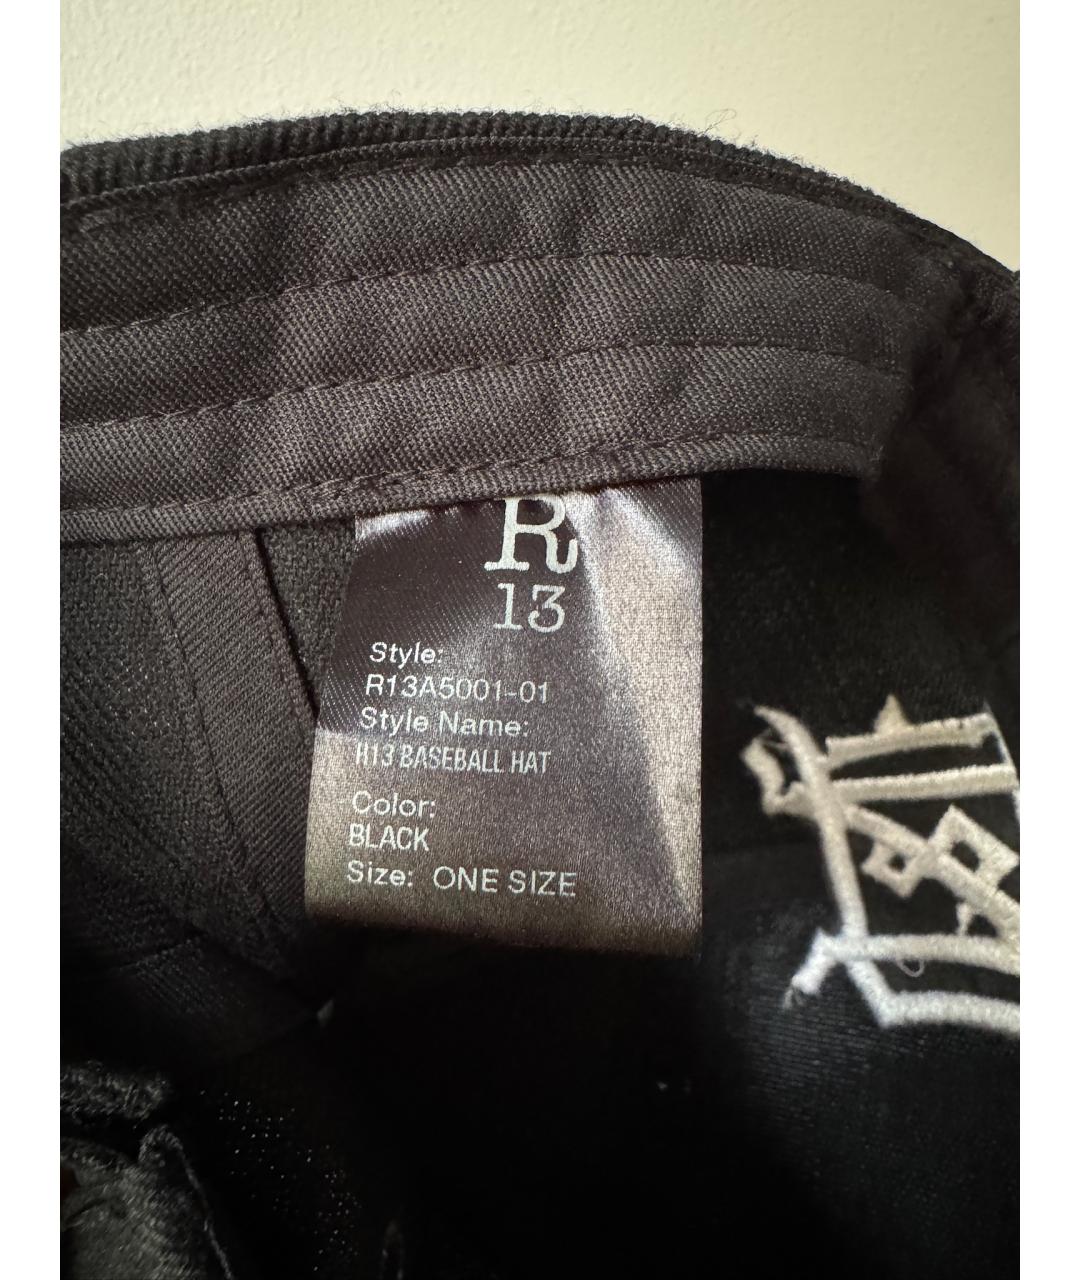 R
13
Style:
R13A5001-01
Style Name:
R13 BASEBALL HAT
Color:
BLACK
Size: ONE SIZE